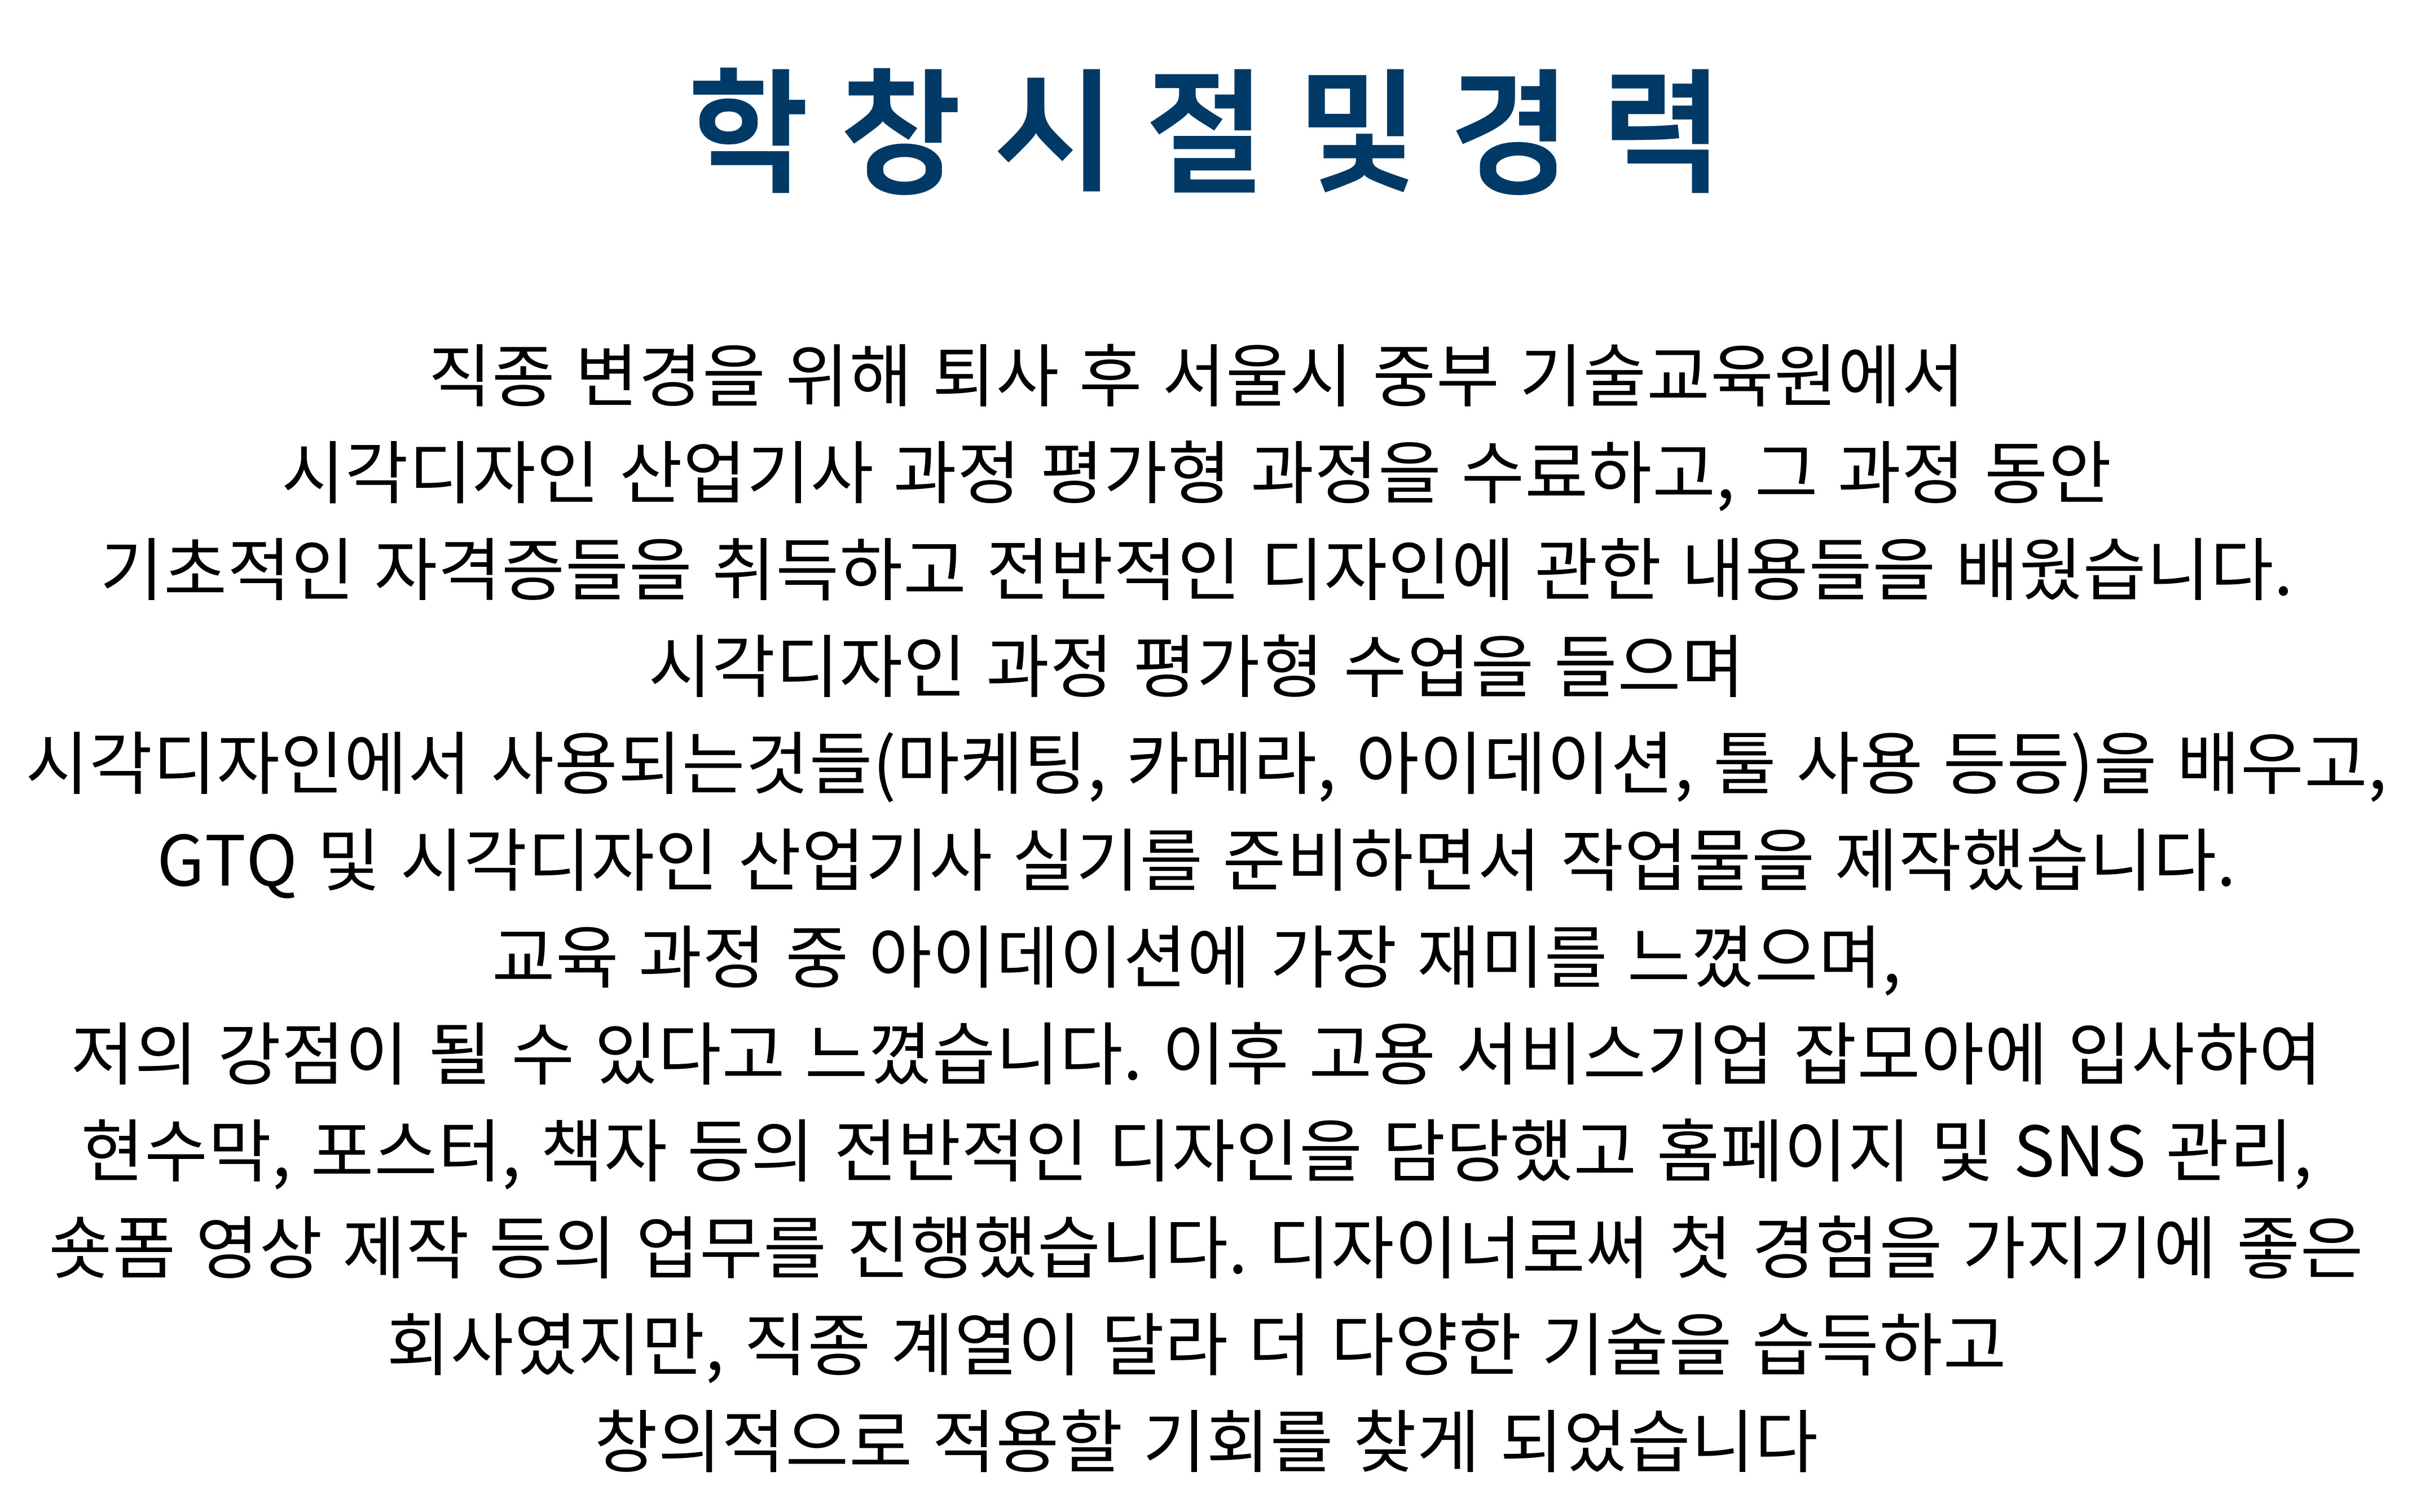 학창시절및경력
직종 변경을 위해 퇴사 후 서울시 중부 기술교육원에서
시각디자인 산업기사 과정 평가형 과정을 수료하고, 그 과정 동안
기초적인 자격증들을 취득하고 전반적인 디자인에 관한 내용들을 배웠습니다.
시각디자인 과정 평가형 수업을 들으며
시각디자인에서 사용되는것들(마케팅, 카메라, 아이데이션, 툴 사용 등등)을 배우고,
GTQ 및 시각디자인 산업기사 실기를 준비하면서 작업물을 제작했습니다.
교육 과정 중 아이데이션에 가장 재미를 느꼈으며,
저의 강점이 될 수 있다고 느꼈습니다. 이후 고용 서비스기업 잡모아에 입사하여
현수막, 포스터, 책자 등의 전반적인 디자인을 담당했고 홈페이지 및 SNS 관리,
숏폼 영상 제작 등의 업무를 진행했습니다. 디자이너로써 첫 경험을 가지기에 좋은
회사였지만, 직종 계열이 달라 더 다양한 기술을 습득하고
창의적으로 적용할 기회를 찾게 되었습니다